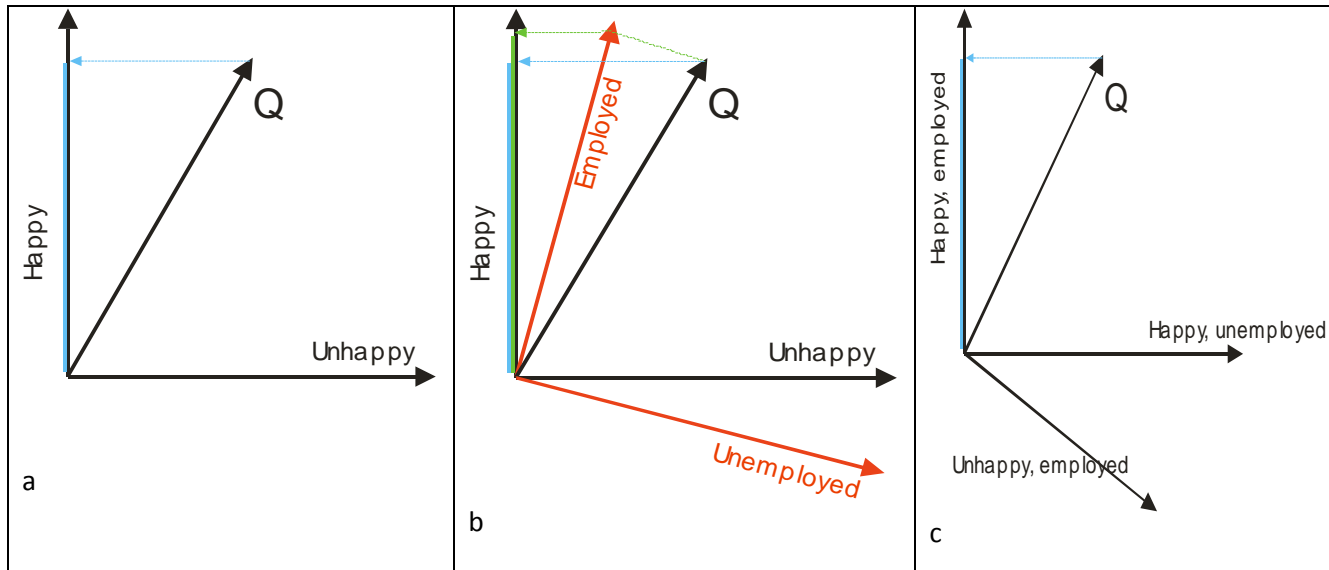 Happy
Q
Unhappy
a
Happy
Employed
Q
Unhappy
Unemployed
b
Happy, employed
Q
Happy, unemployed
Unhappy, employed
c